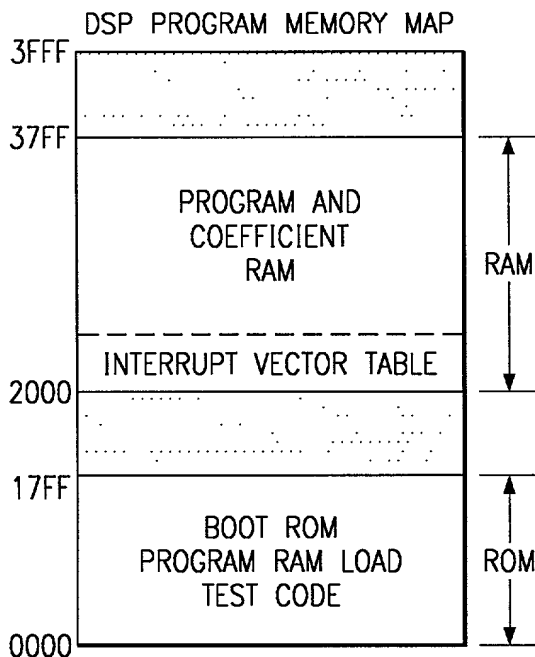 DSP PROGRAM MEMORY MAP
3FFF
37FF
PROGRAM AND
COEFFICIENT
RAM
RAM
INTERRUPT VECTOR TABLE
2000
17FF
BOOT ROM
PROGRAM RAM LOAD
TEST CODE
ROM
0000